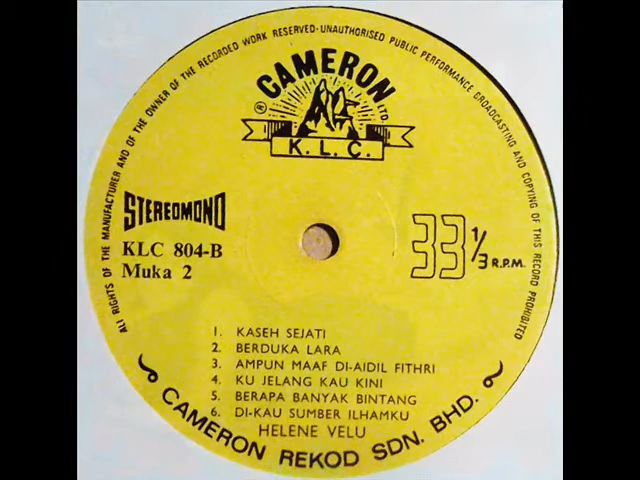 ALL RIGHTS OF THE MANUFACTURER AND OF THE OWNER OF THE RECORDED WORK RESERVED-UNAUTHORISED PUBLIC PERFORMANCE BROADCASTING AND COPYING OF THIS RECORD PROHIBITED
CAMERON
LTD.
K. L. C.
STEREOMONO
KLC 804-B
Muka 2
33 1/3 R.P.M.
1. KASEH SEJATI
2. BERDUKA LARA
3. AMPUN MAAF DI-AIDIL FITHRI
4. KU JELANG KAU KINI
5. BERAPA BANYAK BINTANG
6. DI-KAU SUMBER ILHAMKU
HELENE VELU
CAMERON REKOD SDN. BHD.